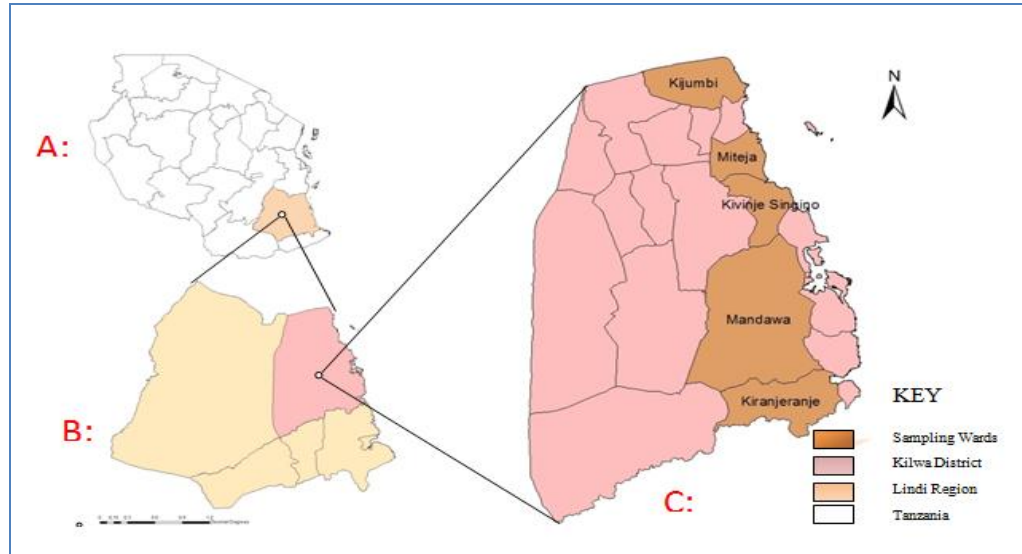 A:
B:
C:
N
Kijumbi
Miteja
Kivinje Singino
Mandawa
Kiranjeranje
KEY
Sampling Wards
Kilwa District
Lindi Region
Tanzania